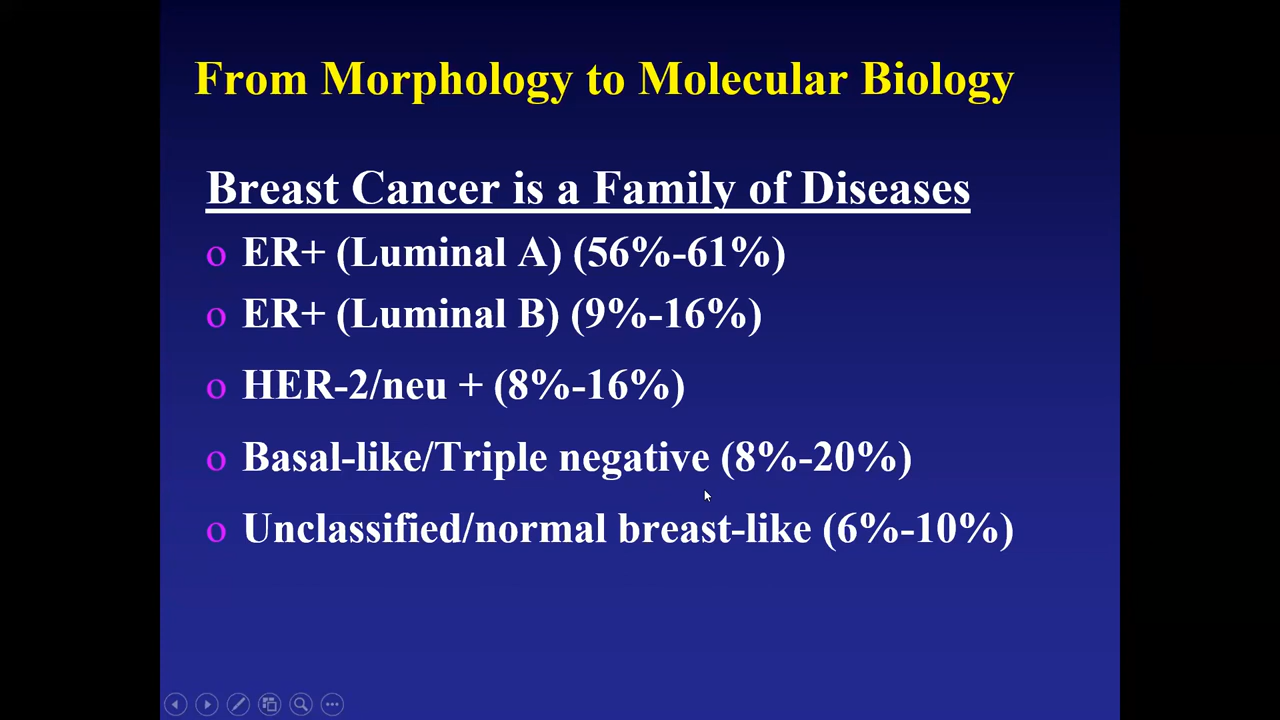 From Morphology to Molecular Biology
Breast Cancer is a Family of Diseases
o ER+ (Luminal A) (56%-61%)
o ER+ (Luminal B) (9%-16%)
o HER-2/neu + (8%-16%)
o Basal-like/Triple negative (8%-20%)
o Unclassified/normal breast-like (6%-10%)